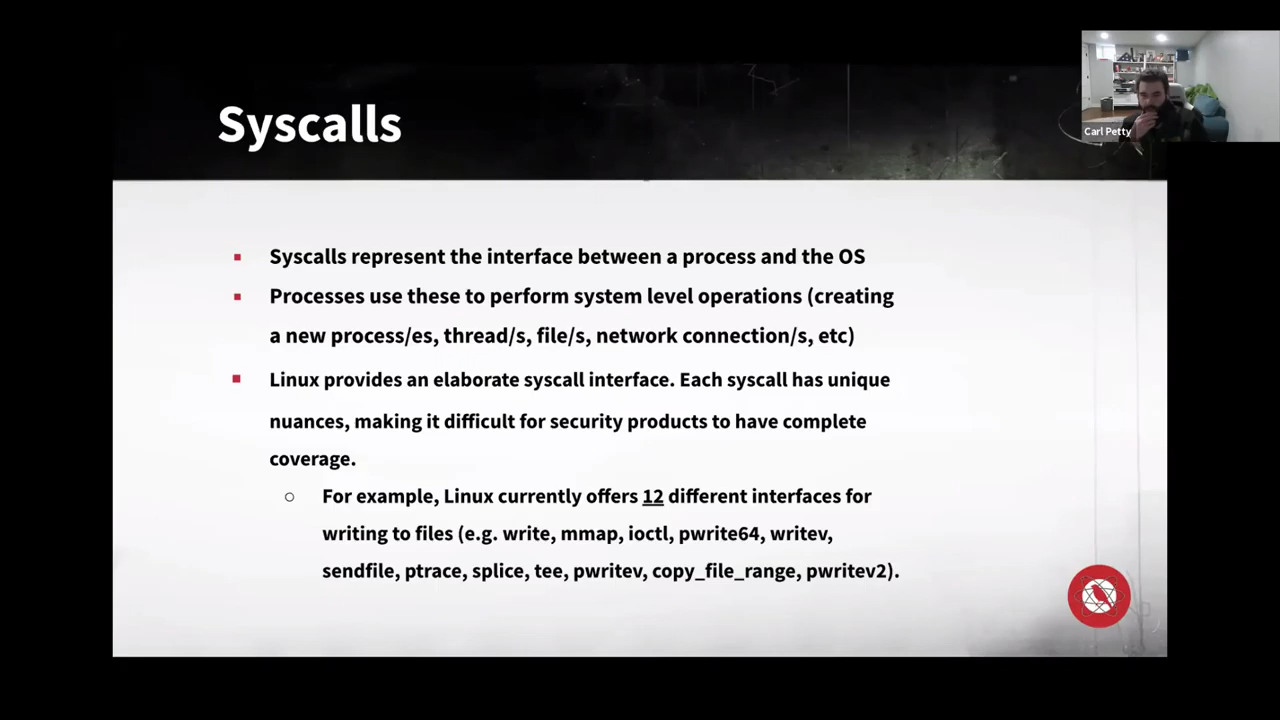 Syscalls
Carl Petty
▪ Syscalls represent the interface between a process and the OS
▪ Processes use these to perform system level operations (creating
a new process/es, thread/s, file/s, network connection/s, etc)
▪ Linux provides an elaborate syscall interface. Each syscall has unique
nuances, making it difficult for security products to have complete
coverage.
○ For example, Linux currently offers 12 different interfaces for
writing to files (e.g. write, mmap, ioctl, pwrite64, writev,
sendfile, ptrace, splice, tee, pwritev, copy_file_range, pwritev2).